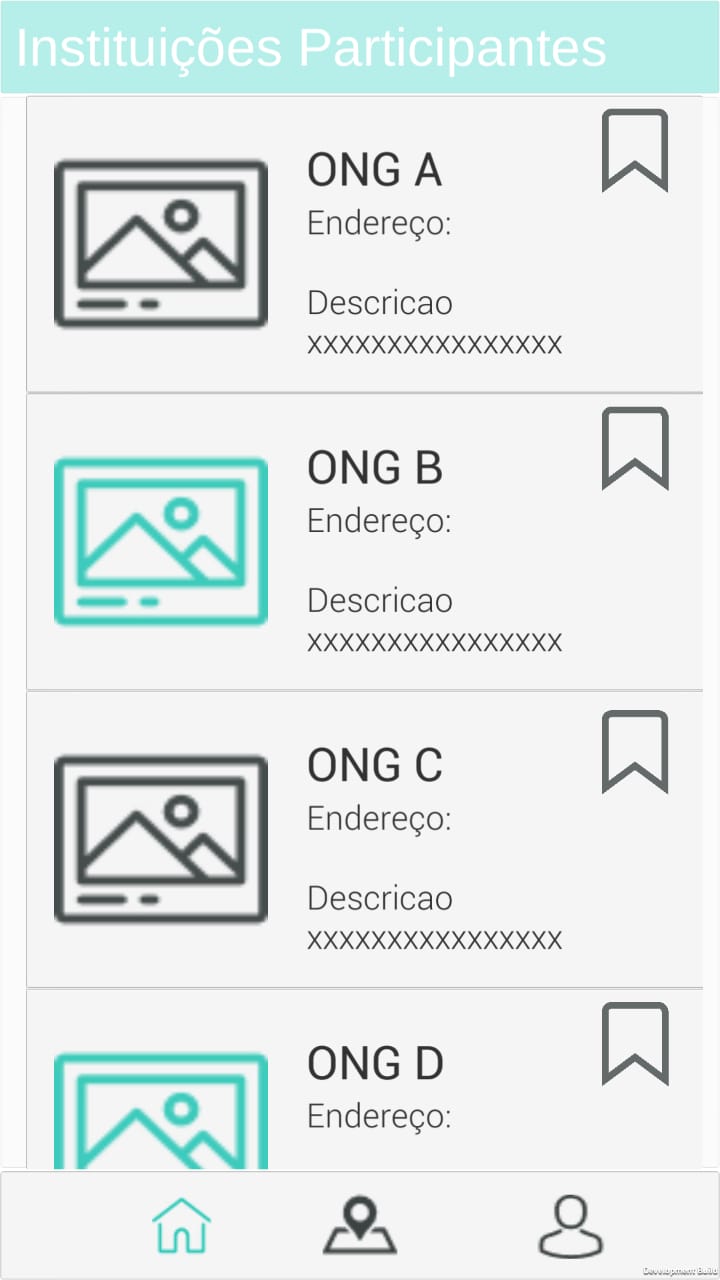 Instituições Participantes
ONG A
Endereço:
Descricao
xxxxxxxxxxxxxxxx
ONG B
Endereço:
Descricao
xxxxxxxxxxxxxxxx
ONG C
Endereço:
Descricao
xxxxxxxxxxxxxxxx
ONG D
Endereço:
Development Build